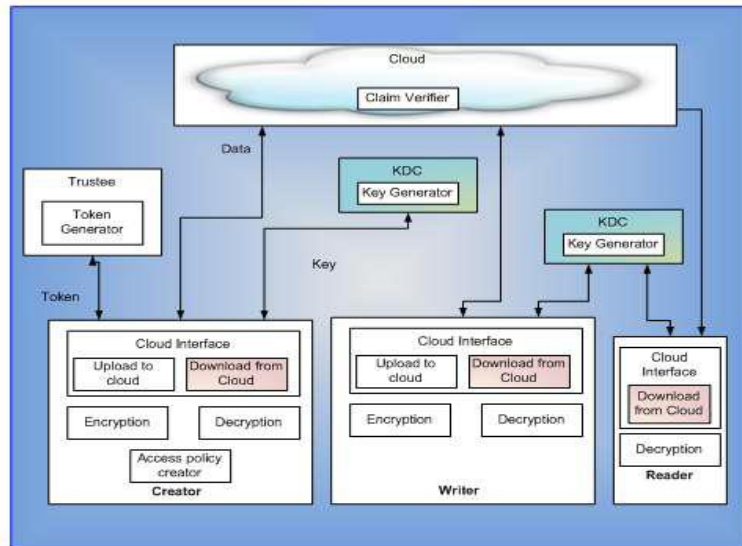 Cloud
Claim Verifier
Data
KDC
Key Generator
Trustee
Token
Generator
KDC
Key Generator
Key
Token
Cloud Interface
Upload to
cloud
Download from
Cloud
Encryption
Decryption
Access policy
creator
Creator
Cloud Interface
Upload to
cloud
Download from
Cloud
Encryption
Decryption
Writer
Cloud
Interface
Download
from Cloud
Decryption
Reader